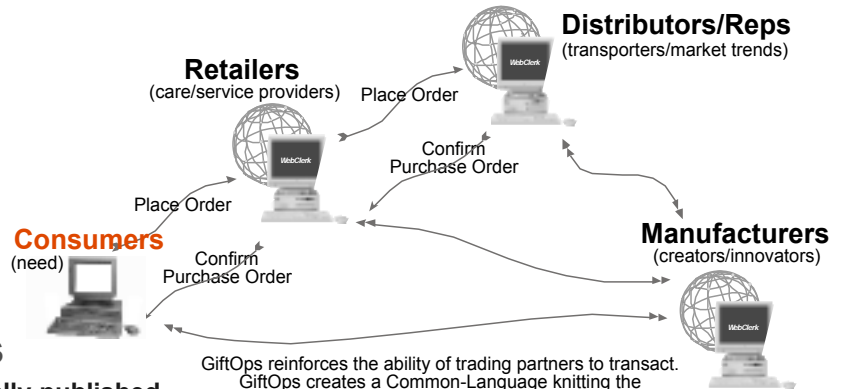 Distributors/Reps
(transporters/market trends)
WebClerk
Retailers
(care/service providers)
Place Order
WebClerk
Confirm
Purchase Order
Place Order
Consumers
(need)
Confirm
Purchase Order
Manufacturers
(creators/innovators)
WebClerk
GiftOps reinforces the ability of trading partners to transact.
GiftOps creates a Common-Language knitting the
published